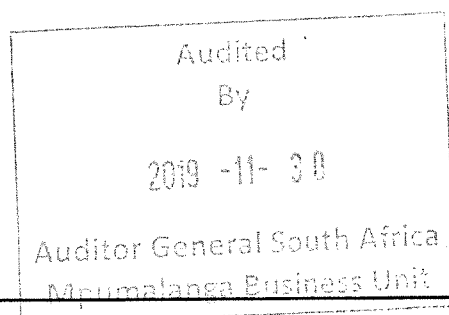 Audited
By
2019 -11- 30
Auditor General South Africa
Mpumalanga Business Unit